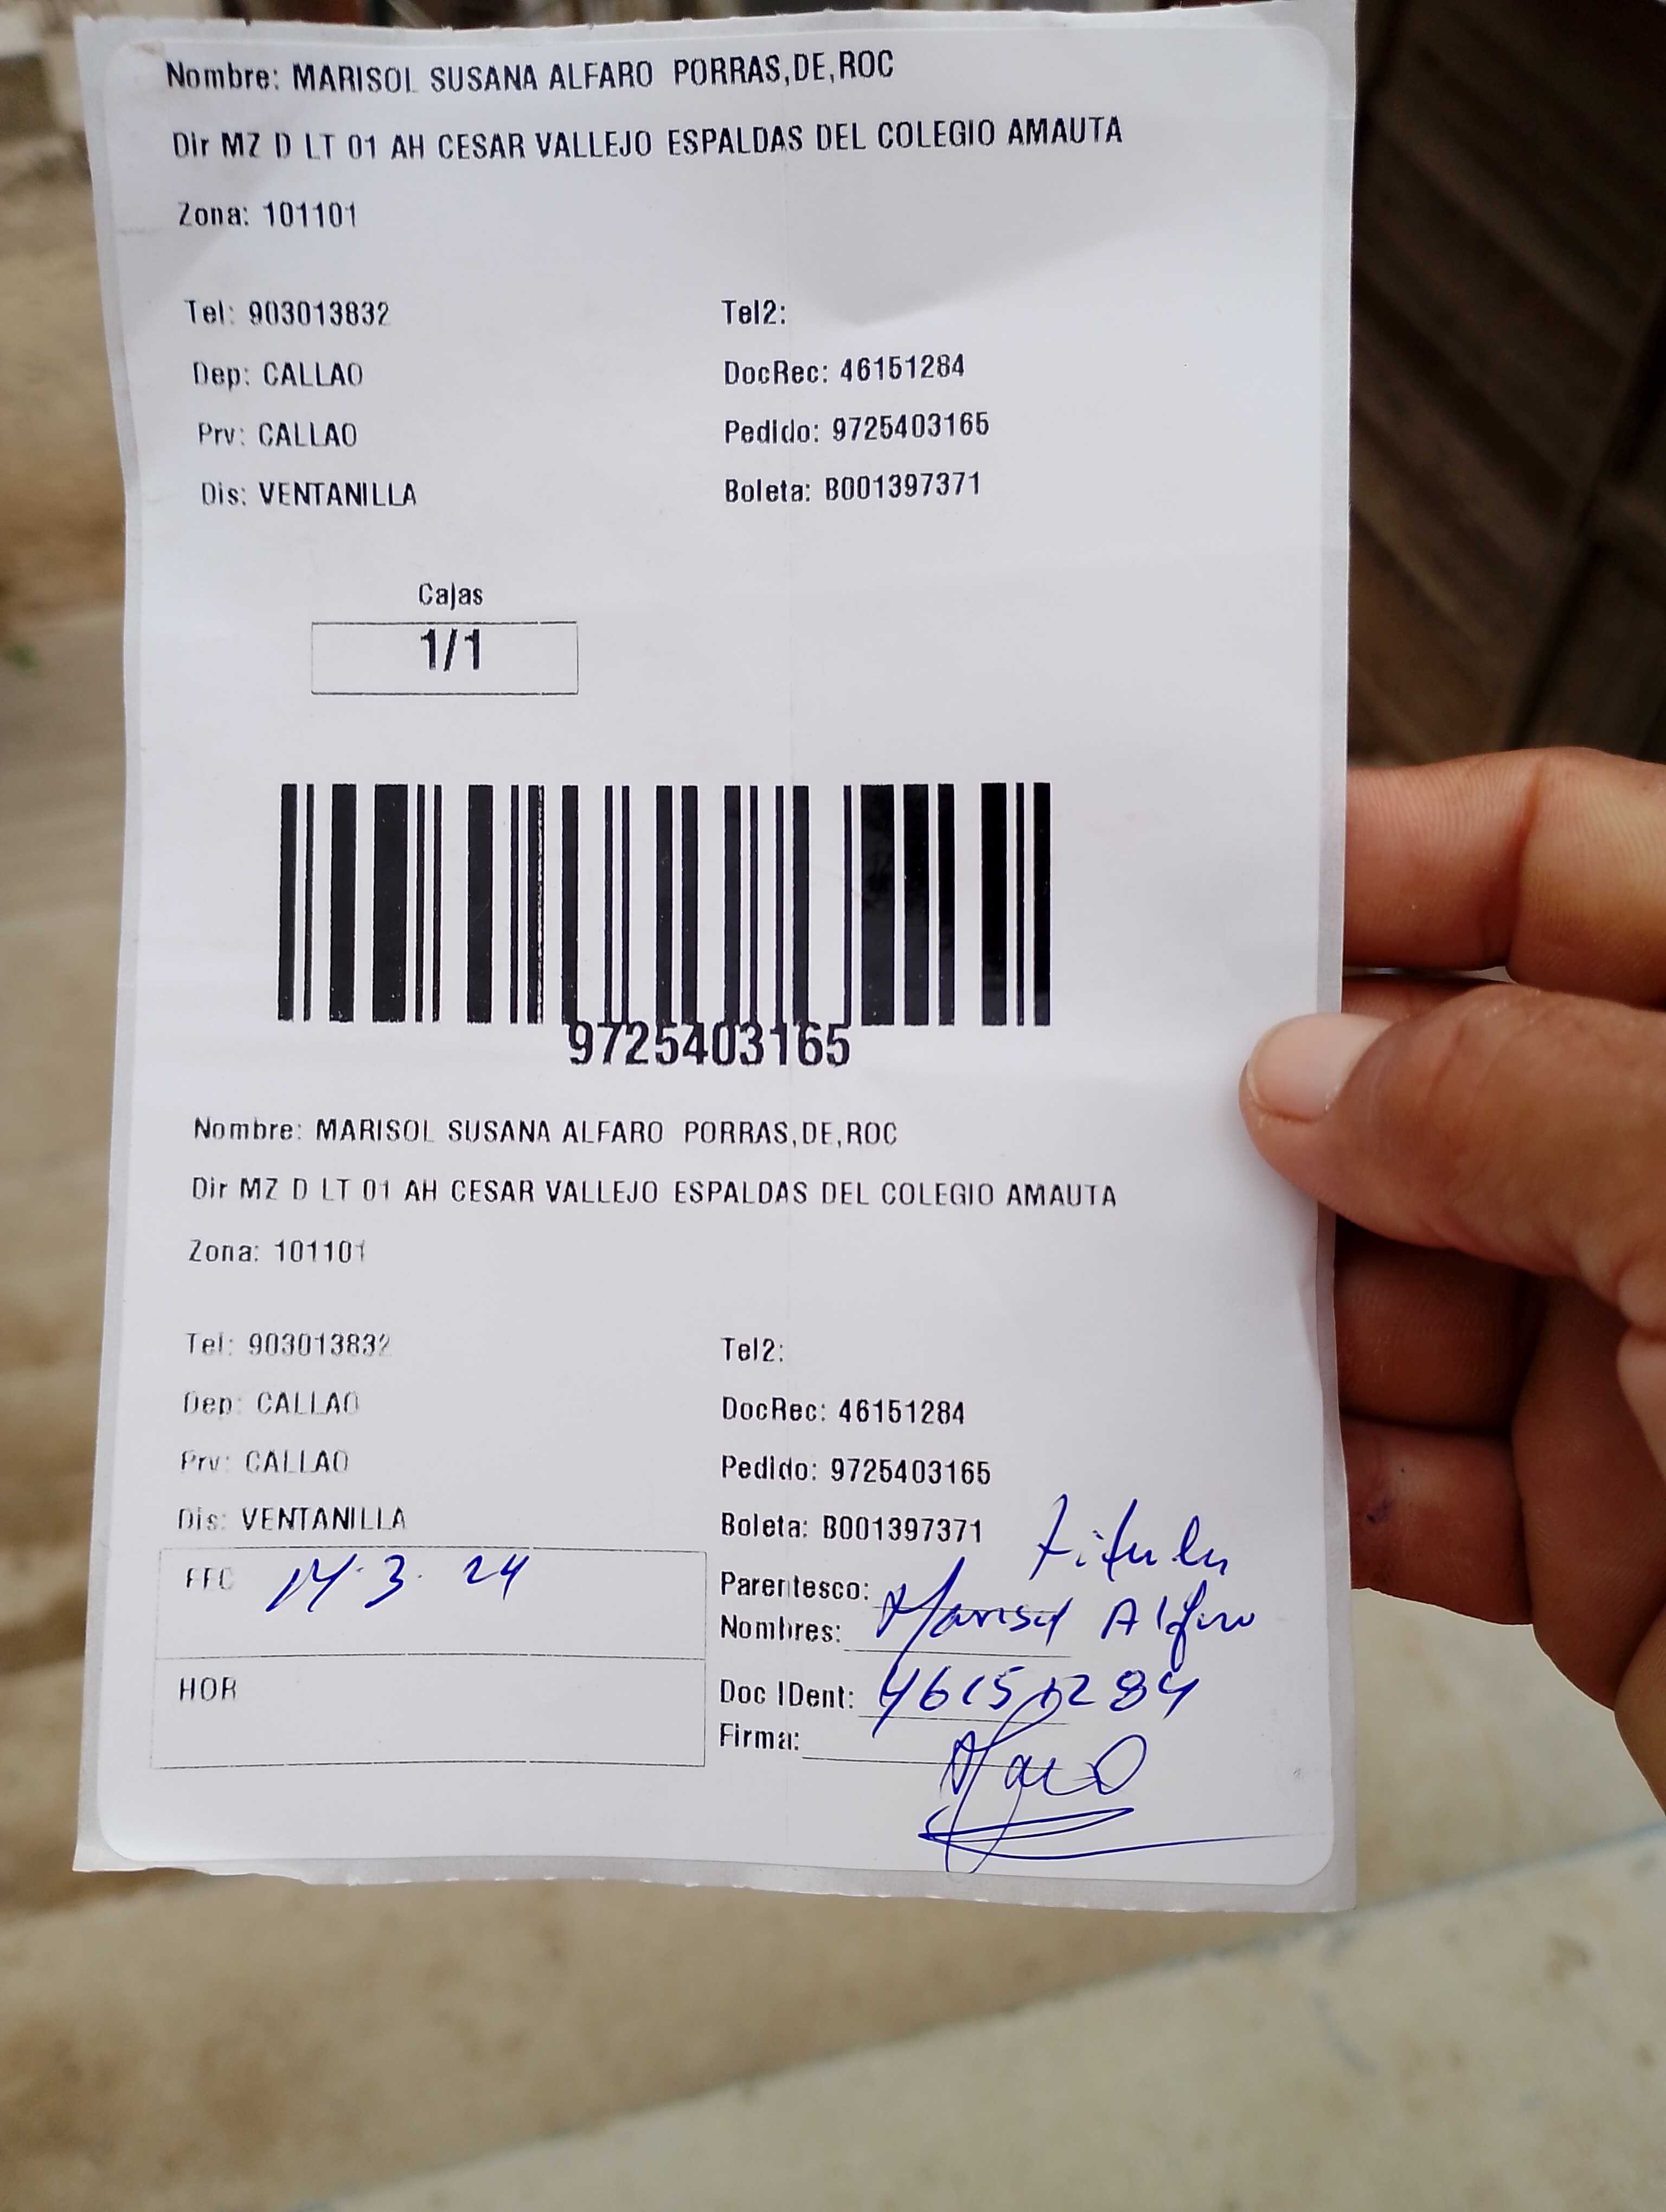 Nombre: MARISOL SUSANA ALFARO PORRAS,DE,ROC
Dir MZ D LT 01 AH CESAR VALLEJO ESPALDAS DEL COLEGIO AMAUTA
Zona: 101101
Tel: 903013832 Tel2:
Dep: CALLAO DocRec: 46151284
Prv: CALLAO Pedido: 9725403165
Dis: VENTANILLA Boleta: B001397371
Cajas
1/1
9725403165
Nombre: MARISOL SUSANA ALFARO PORRAS,DE,ROC
Dir MZ D LT 01 AH CESAR VALLEJO ESPALDAS DEL COLEGIO AMAUTA
Zona: 101101
Tel: 903013832 Tel2:
Dep: CALLAO DocRec: 46151284
Prv: CALLAO Pedido: 9725403165
Dis: VENTANILLA Boleta: B001397371
FEC 14.3.24 Parentesco: titular
Nombres: Marisol Alfaro
HOR Doc IDent: 46151284
Firma: